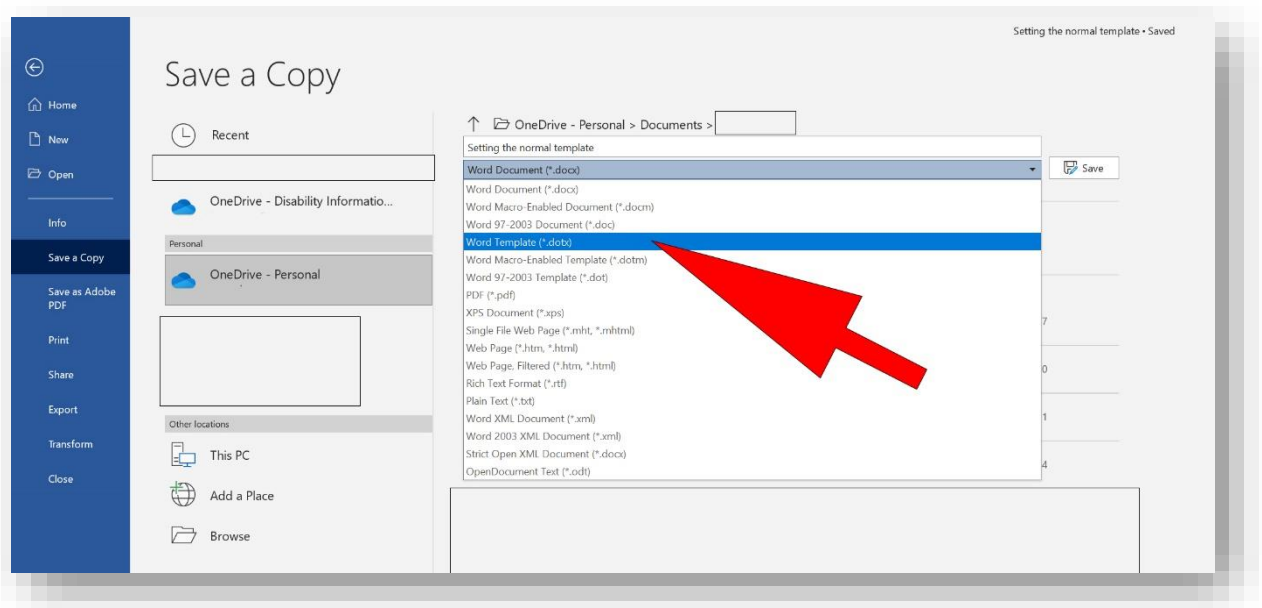 Setting the normal template • Saved
Save a Copy
Home
New
Open
Info
Save a Copy
Save as Adobe
PDF
Print
Share
Export
Transform
Close
Recent
OneDrive - Disability Informatio...
Personal
OneDrive - Personal
Other locations
This PC
Add a Place
Browse
OneDrive - Personal > Documents >
Setting the normal template
Word Document (*.docx)
Save
Word Document (*.docx)
Word Macro-Enabled Document (*.docm)
Word 97-2003 Document (*.doc)
Word Template (*.dotx)
Word Macro-Enabled Template (*.dotm)
Word 97-2003 Template (*.dot)
PDF (*.pdf)
XPS Document (*.xps)
Single File Web Page (*.mht, *.mhtml)
Web Page (*.htm, *.html)
Web Page, Filtered (*.htm, *.html)
Rich Text Format (*.rtf)
Plain Text (*.txt)
Word XML Document (*.xml)
Word 2003 XML Document (*.xml)
Strict Open XML Document (*.docx)
OpenDocument Text (*.odt)
7
0
1
4